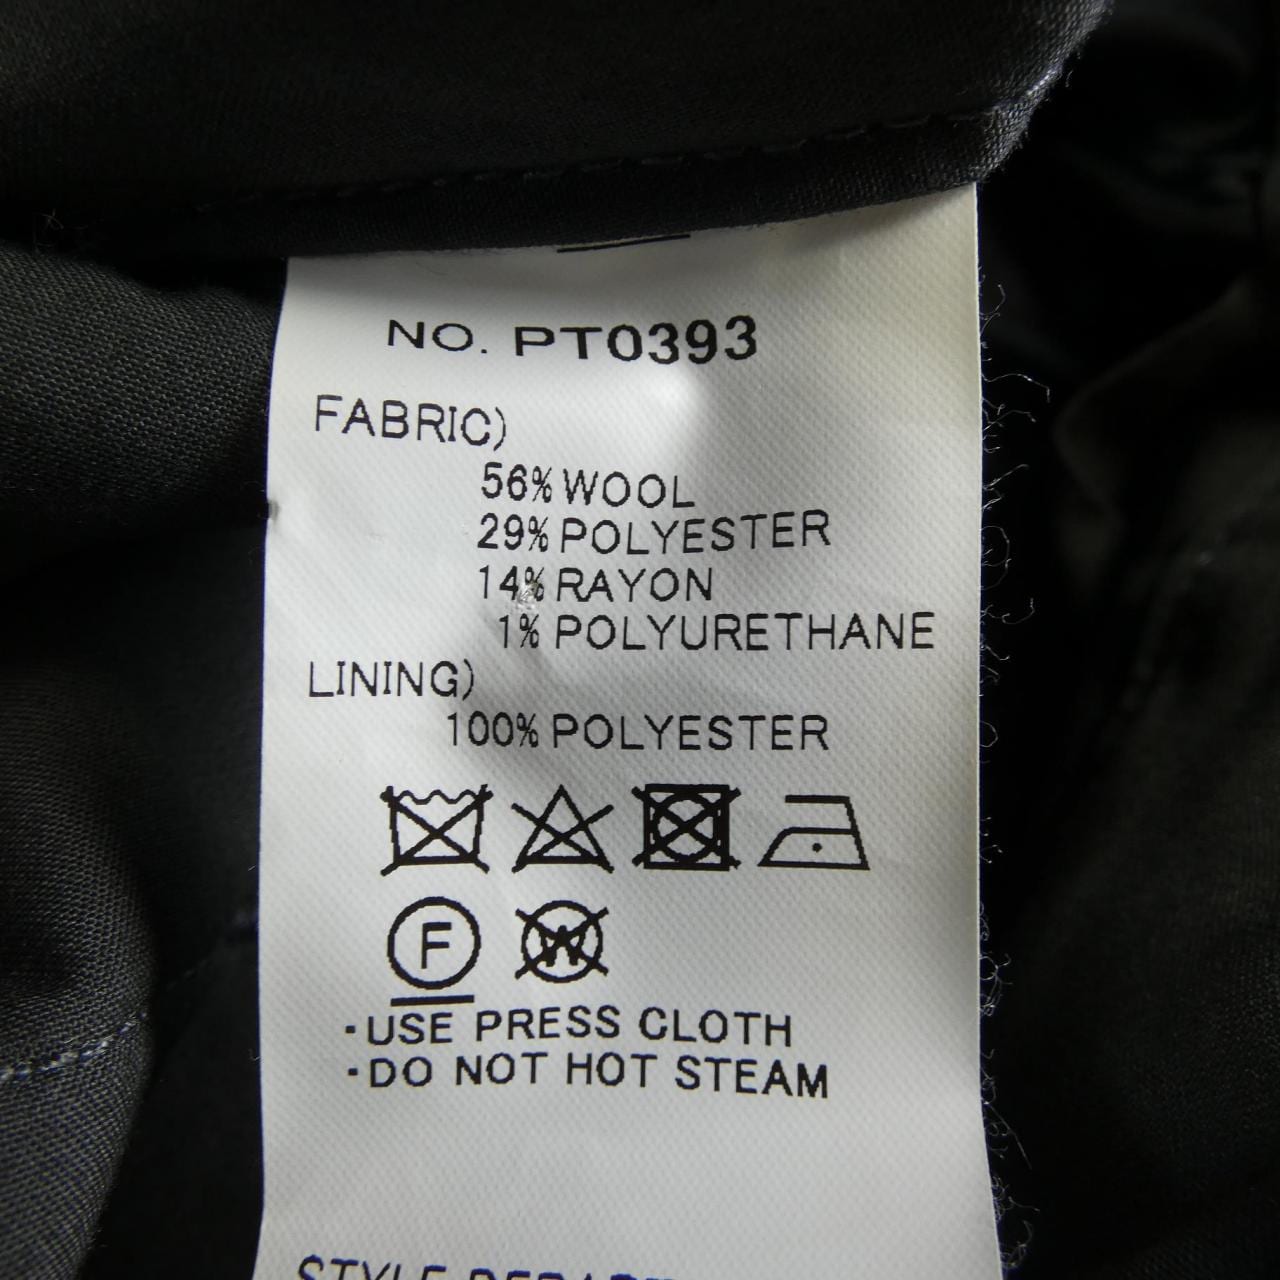 NO. PT0393
FABRIC)
56% WOOL
29% POLYESTER
14% RAYON
1% POLYURETHANE
LINING)
100% POLYESTER
F
W
·USE PRESS CLOTH
·DO NOT HOT STEAM
STYLE